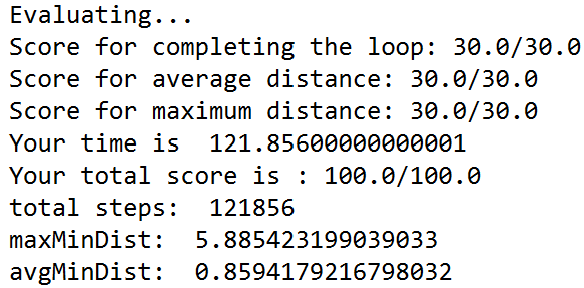 Evaluating...
Score for completing the loop: 30.0/30.0
Score for average distance: 30.0/30.0
Score for maximum distance: 30.0/30.0
Your time is  121.85600000000001
Your total score is : 100.0/100.0
total steps:  121856
maxMinDist:  5.885423199039033
avgMinDist:  0.8594179216798032